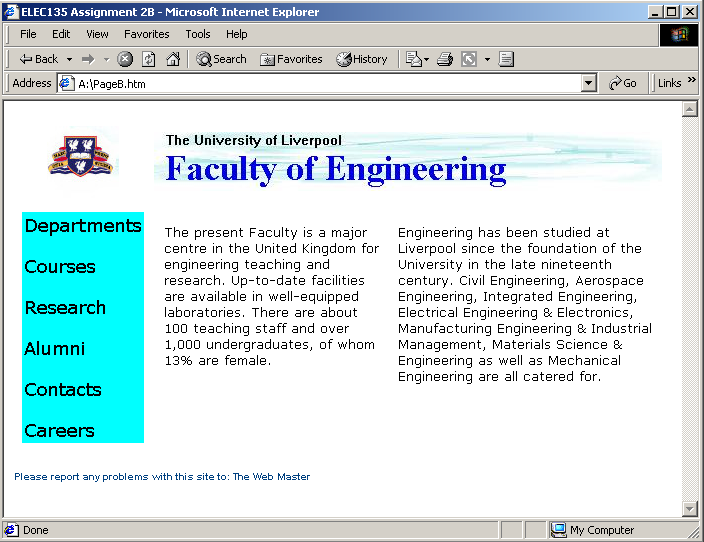 ELEC135 Assignment 2B - Microsoft Internet Explorer
File Edit View Favorites Tools Help
Back Search Favorites History
Address A:\PageB.htm Go Links »
The University of Liverpool
Faculty of Engineering
Departments
Courses
Research
Alumni
Contacts
Careers
The present Faculty is a major
centre in the United Kingdom for
engineering teaching and
research. Up-to-date facilities
are available in well-equipped
laboratories. There are about
100 teaching staff and over
1,000 undergraduates, of whom
13% are female.
Engineering has been studied at
Liverpool since the foundation of the
University in the late nineteenth
century. Civil Engineering, Aerospace
Engineering, Integrated Engineering,
Electrical Engineering & Electronics,
Manufacturing Engineering & Industrial
Management, Materials Science &
Engineering as well as Mechanical
Engineering are all catered for.
Please report any problems with this site to: The Web Master
Done My Computer